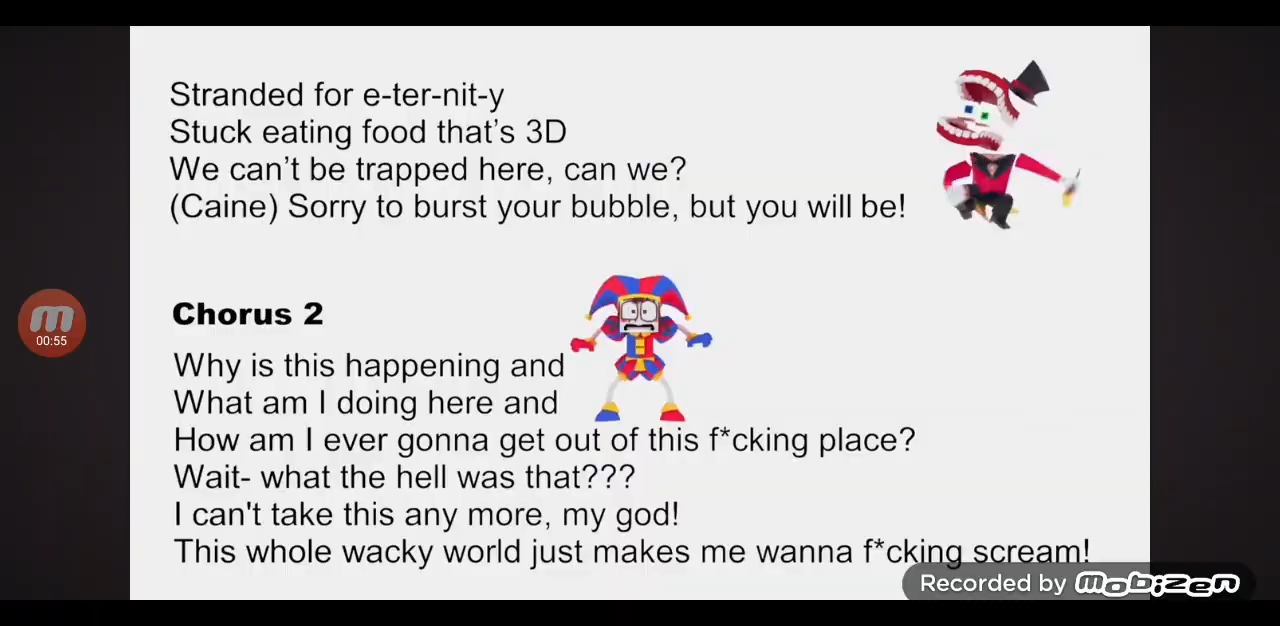 Stranded for e-ter-nit-y
Stuck eating food that’s 3D
We can’t be trapped here, can we?
(Caine) Sorry to burst your bubble, but you will be!
Chorus 2
Why is this happening and
What am I doing here and
How am I ever gonna get out of this f*cking place?
Wait- what the hell was that???
I can't take this any more, my god!
This whole wacky world just makes me wanna f*cking scream!
00:55
Recorded by Mobizen